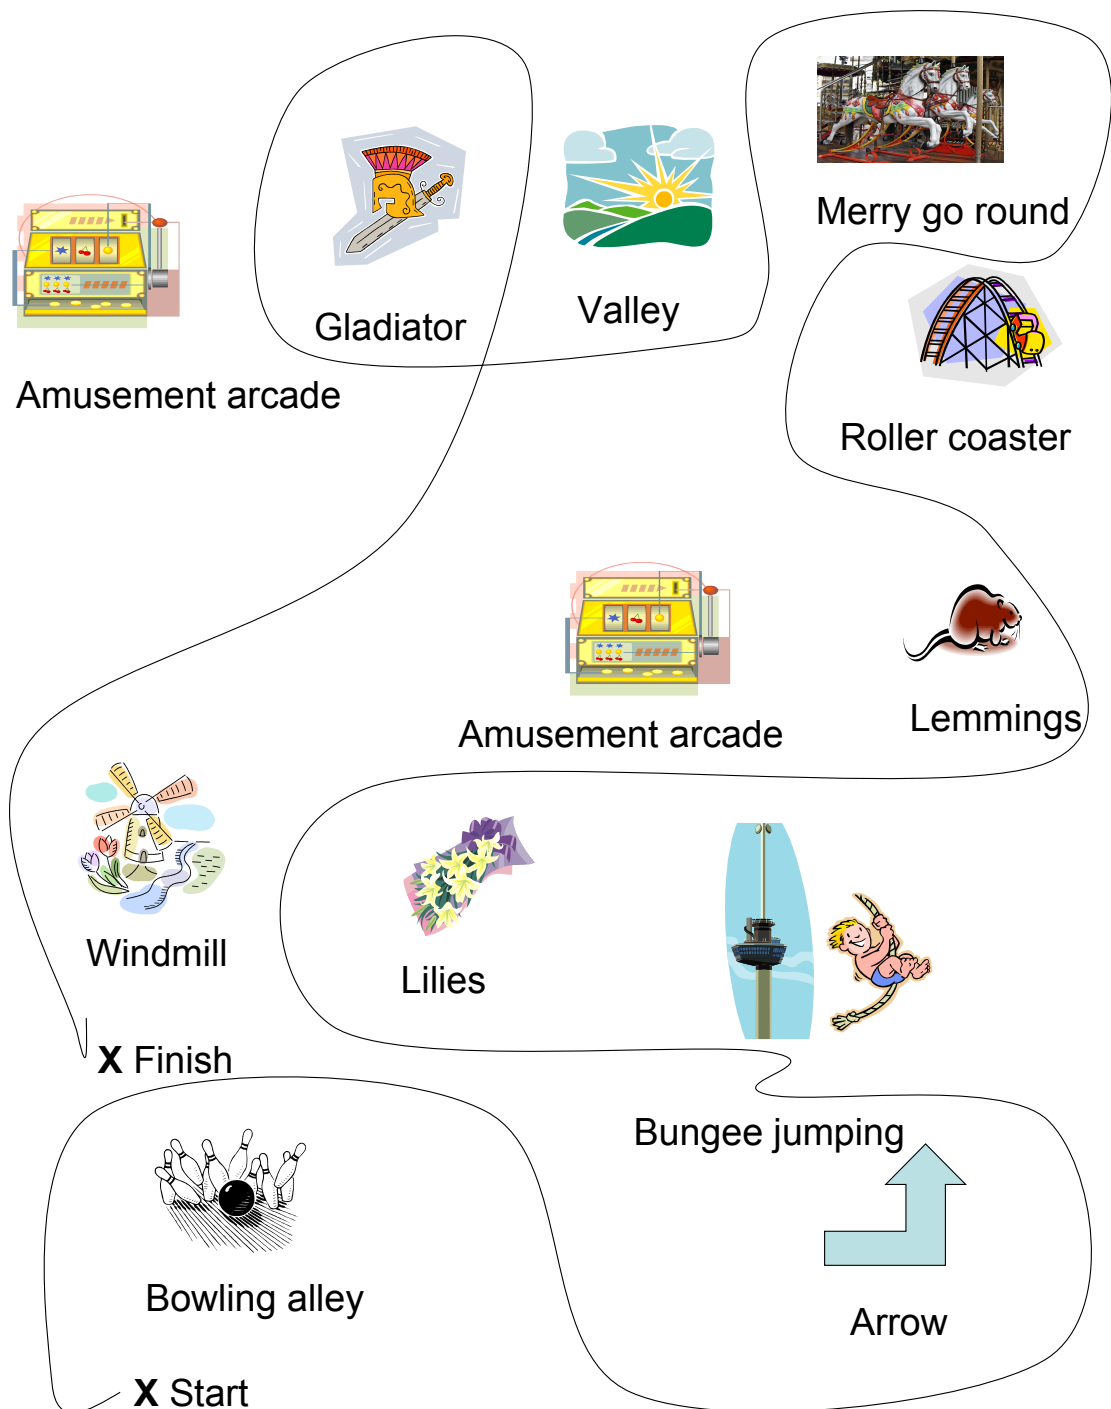 Merry go round
Valley
Gladiator
Amusement arcade
Roller coaster
Lemmings
Amusement arcade
Windmill
Lilies
X Finish
Bungee jumping
Bowling alley
Arrow
X Start